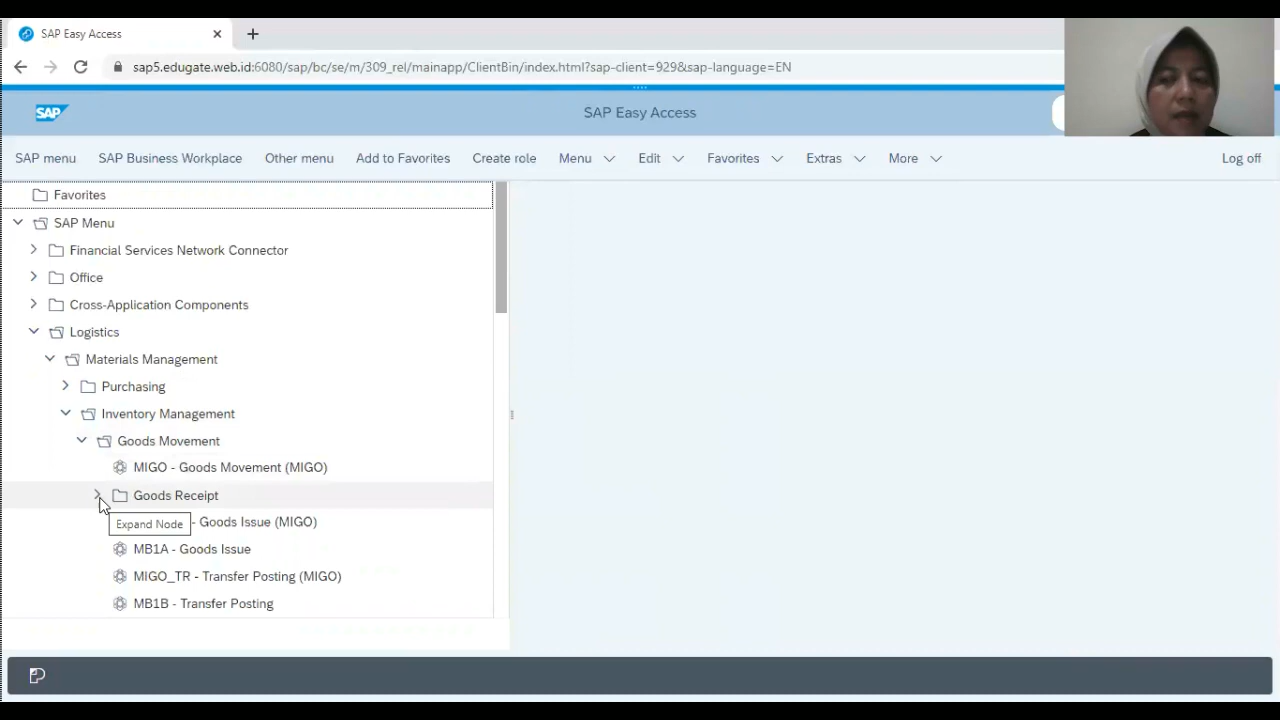 SAP Easy Access
sap5.edugate.web.id:6080/sap/bc/se/m/309_rel/mainapp/ClientBin/index.html?sap-client=929&sap-language=EN
SAP
SAP Easy Access
SAP menu SAP Business Workplace Other menu Add to Favorites Create role Menu Edit Favorites Extras More Log off
Favorites
SAP Menu
Financial Services Network Connector
Office
Cross-Application Components
Logistics
Materials Management
Purchasing
Inventory Management
Goods Movement
MIGO - Goods Movement (MIGO)
Goods Receipt
Expand Node - Goods Issue (MIGO)
MB1A - Goods Issue
MIGO_TR - Transfer Posting (MIGO)
MB1B - Transfer Posting